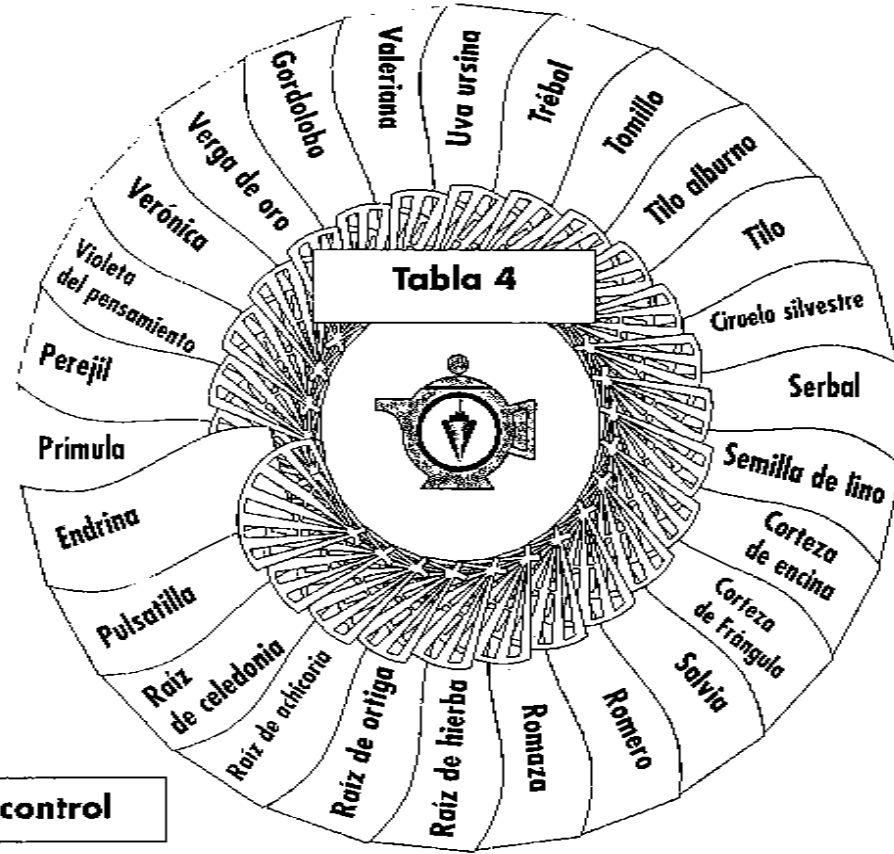 Tabla 4
Valeriana
Uva ursina
Trébol
Tomillo
Tilo alburno
Tilo
Ciruelo silvestre
Serbal
Semilla de lino
Corteza
de encina
Corteza
de Frángula
Salvia
Romero
Romaza
Raíz de hierba
Raíz de ortiga
Raíz de achicoria
Raíz
de celedonia
Pulsatilla
Endrina
Prímula
Perejil
Violeta
del pensamiento
Verónica
Verga de oro
Gordolobo
control